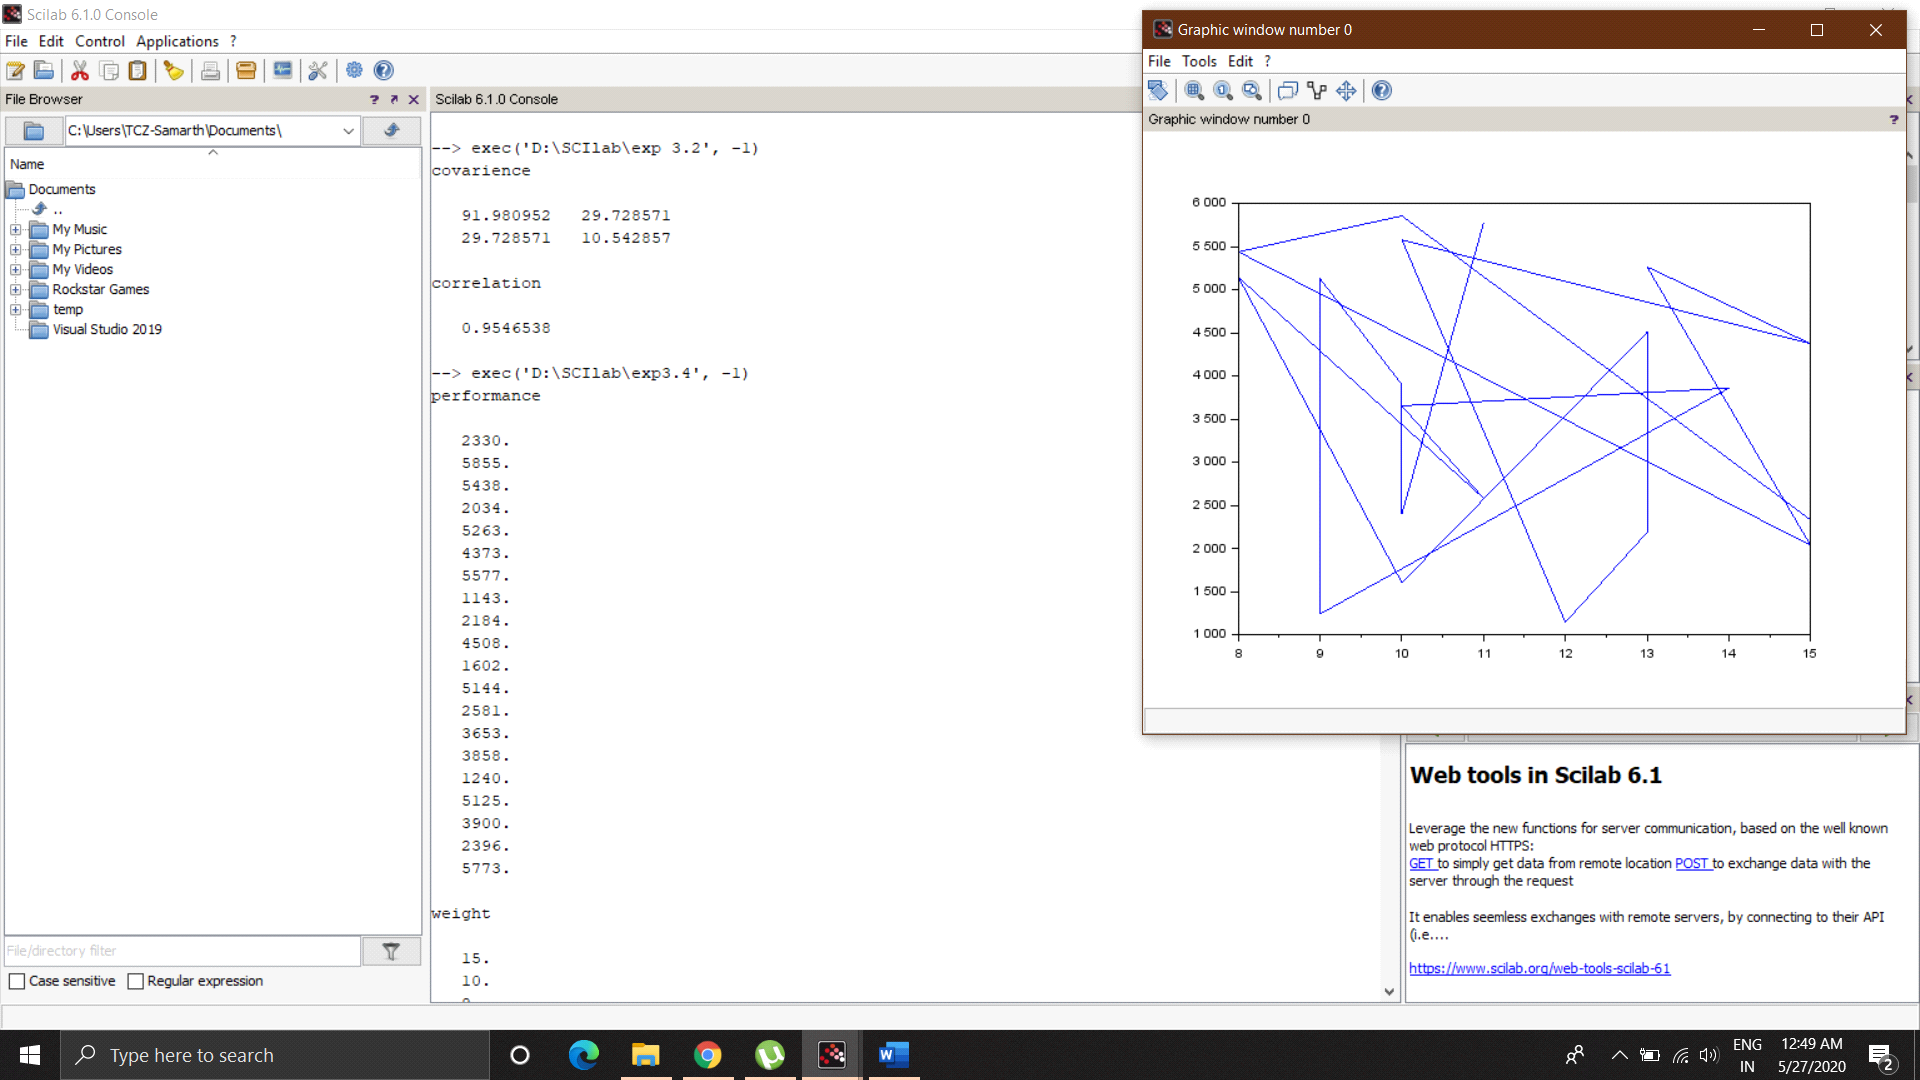 Scilab 6.1.0 Console
File Edit Control Applications ?
File Browser ? 
C:\Users\TCZ-Samarth\Documents\
Name
Documents
..
My Music
My Pictures
My Videos
Rockstar Games
temp
Visual Studio 2019
File/directory filter
Case sensitive Regular expression
Scilab 6.1.0 Console
--> exec('D:\SCIlab\exp 3.2', -1)
covarience
91.980952 29.728571
29.728571 10.542857
correlation
0.9546538
--> exec('D:\SCIlab\exp3.4', -1)
performance
2330.
5855.
5438.
2034.
5263.
4373.
5577.
1143.
2184.
4508.
1602.
5144.
2581.
3653.
3858.
1240.
5125.
3900.
2396.
5773.
weight
15.
10.
Graphic window number 0
File Tools Edit ?
Graphic window number 0 ?
6 000
5 500
5 000
4 500
4 000
3 500
3 000
2 500
2 000
1 500
1 000
8 9 10 11 12 13 14 15
Web tools in Scilab 6.1
Leverage the new functions for server communication, based on the well known
web protocol HTTPS:
GET to simply get data from remote location POST to exchange data with the
server through the request
It enables seemless exchanges with remote servers, by connecting to their API
(i.e....
https://www.scilab.org/web-tools-scilab-61
Type here to search
ENG
IN
12:49 AM
5/27/2020
2